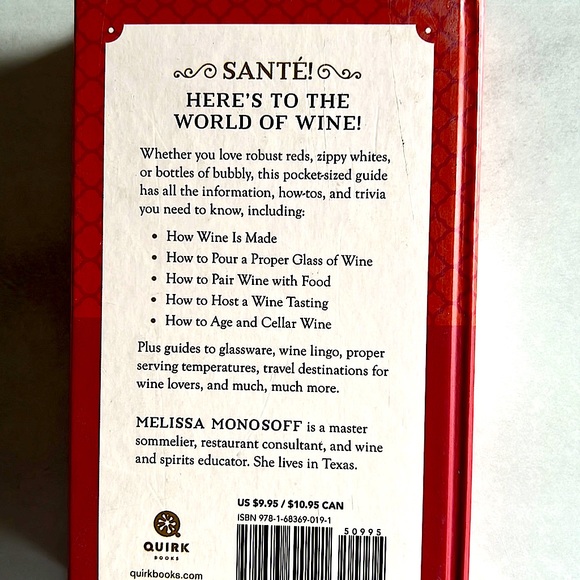 SANTÉ!
HERE'S TO THE
WORLD OF WINE!
Whether you love robust reds, zippy whites,
or bottles of bubbly, this pocket-sized guide
has all the information, how-tos, and trivia
you need to know, including:
• How Wine Is Made
• How to Pour a Proper Glass of Wine
• How to Pair Wine with Food
• How to Host a Wine Tasting
• How to Age and Cellar Wine
Plus guides to glassware, wine lingo, proper
serving temperatures, travel destinations for
wine lovers, and much, much more.
MELISSA MONOSOFF is a master
sommelier, restaurant consultant, and wine
and spirits educator. She lives in Texas.
US $9.95 / $10.95 CAN
ISBN 978-1-68369-019-1
50995
QUIRK
BOOKS
quirkbooks.com